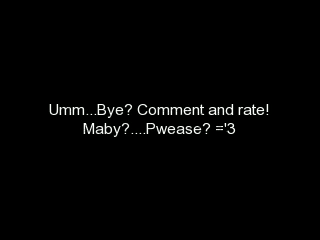 Umm...Bye? Comment and rate!
Maby?....Pwease? ='3